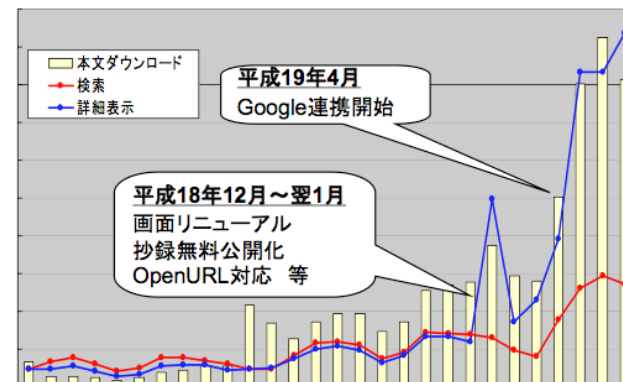 本文ダウンロード
検索
詳細表示
平成19年4月
Google連携開始
平成18年12月～翌1月
画面リニューアル
抄録無料公開化
OpenURL対応 等